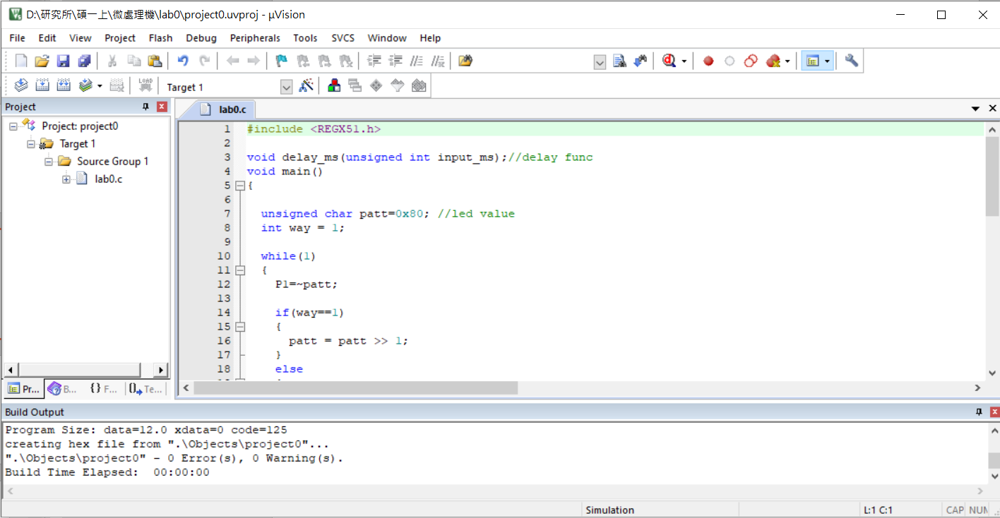 D:\研究所\碩一上\微處理機\lab0\project0.uvproj - µVision
File Edit View Project Flash Debug Peripherals Tools SVCS Window Help
LOAD
Target 1
Project
Project: project0
Target 1
Source Group 1
lab0.c
Pr...
B...
{} F...
Te...
lab0.c
1 #include <REGX51.h>
2
3 void delay_ms(unsigned int input_ms);//delay func
4 void main()
5 {
6
7 unsigned char patt=0x80; //led value
8 int way = 1;
9
10 while(1)
11 {
12 P1=~patt;
13
14 if(way==1)
15 {
16 patt = patt >> 1;
17 }
18 else
Build Output
Program Size: data=12.0 xdata=0 code=125
creating hex file from ".\Objects\project0"...
".\Objects\project0" - 0 Error(s), 0 Warning(s).
Build Time Elapsed:  00:00:00
Simulation
L:1 C:1
CAP NUM